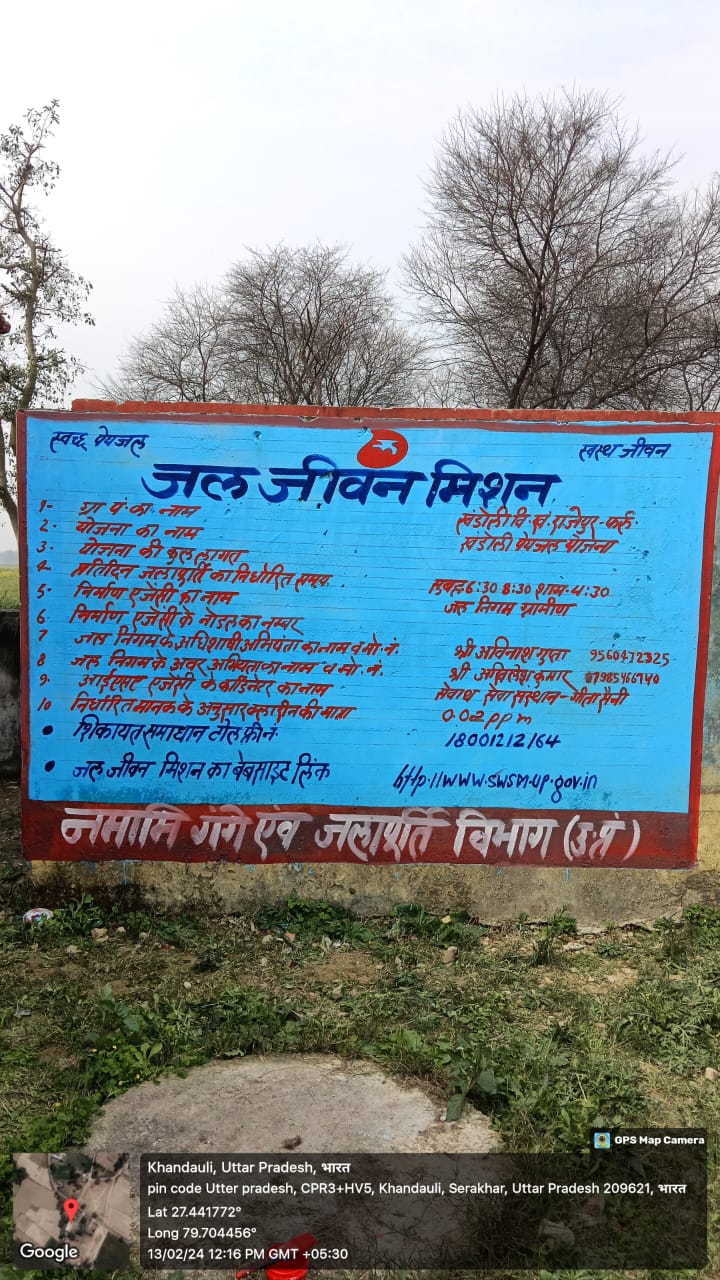 स्वच्छ पेयजल
स्वस्थ जीवन
जल जीवन मिशन
1- ग्रा पं का नाम खंडोली वि.खं.राजेपुर-फर्रु.
2. योजना का नाम खंडोली पेयजल योजना
3. योजना की कुल लागत
4 प्रतिदिन जलापूर्ति का निर्धारित समय. सुबह 6:30 8:30 शाम-4:30
5. निर्माण एजेंसी का नाम जल निगम ग्रामीण
6. निर्माण एजेंसी के नोडल का नम्बर
7 जल निगम के अधिशाषी अभियंता का नाम व मो. नं. श्री अविनाश गुप्ता 9560472325
8 जल निगम के अवर अभियंता का नाम व मो. नं. श्री अखिलेश कुमार
9. आईएसए एजेंसी के कॉर्डिनेटर का नाम सेवार्थ सेवा संस्थान-गीता सैनी
10 निर्धारित मानक के अनुसार क्लोरीन की मात्रा 0.02ppm
• शिकायत समाधान टोल फ्रीन. 18001212164
• जल जीवन मिशन का बेबसाइट लिंक http://www.swsm.up.gov.in
नमामि गंगे एंव जलापूर्ति विभाग (उ.प्रं)
GPS Map Camera
Khandauli, Uttar Pradesh, भारत
pin code Utter pradesh, CPR3+HV5, Khandauli, Serakhar, Uttar Pradesh 209621, भारत
Lat 27.441772°
Long 79.704456°
13/02/24 12:16 PM GMT +05:30
Google